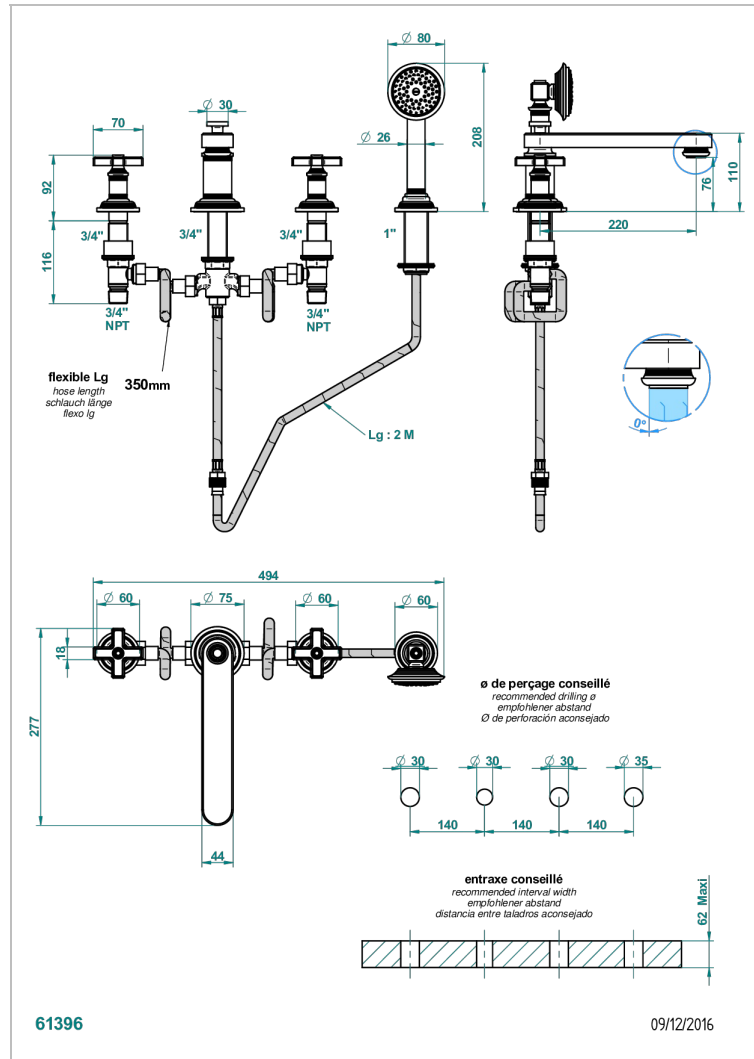 Ø 80
Ø 30
70
Ø 26
208
92
76
110
3/4"
3/4"
3/4"
1"
220
116
3/4"
NPT
3/4"
NPT
flexible Lg
hose length
schlauch länge
flexo lg
350mm
0°
Lg : 2 M
494
Ø 60
Ø 75
Ø 60
Ø 60
18
277
44
ø de perçage conseillé
recommended drilling ø
empfohlener abstand
Ø de perforación aconsejado
Ø 30
Ø 30
Ø 30
Ø 35
140
140
140
entraxe conseillé
recommended interval width
empfohlener abstand
distancia entre taladros aconsejado
62 Maxi
61396
09/12/2016